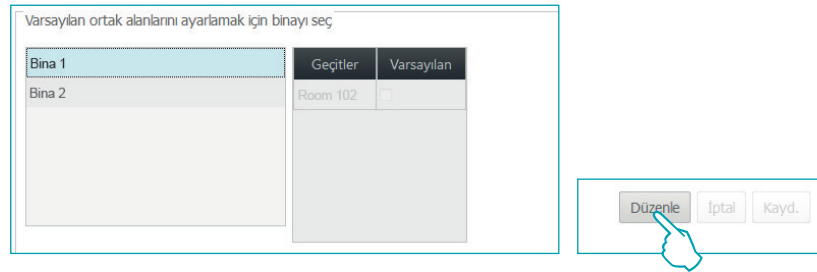 Varsayılan ortak alanlarını ayarlamak için binayı seç
Bina 1
Bina 2
Geçitler Varsayılan
Room 102
Düzenle İptal Kayd.